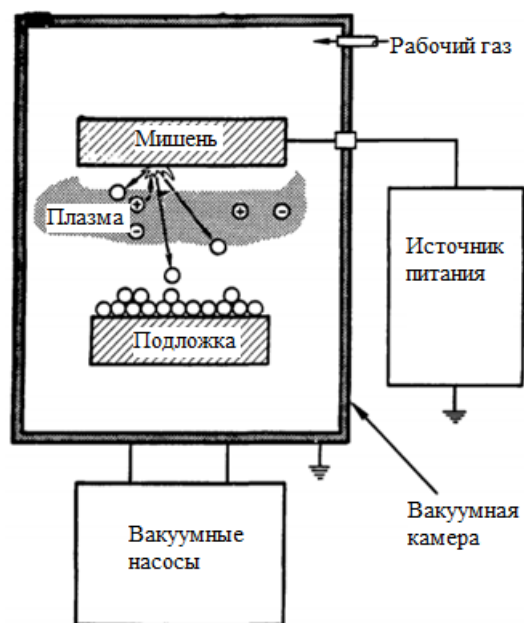 Рабочий газ
Мишень
Плазма
Источник
питания
Подложка
Вакуумные
насосы
Вакуумная
камера